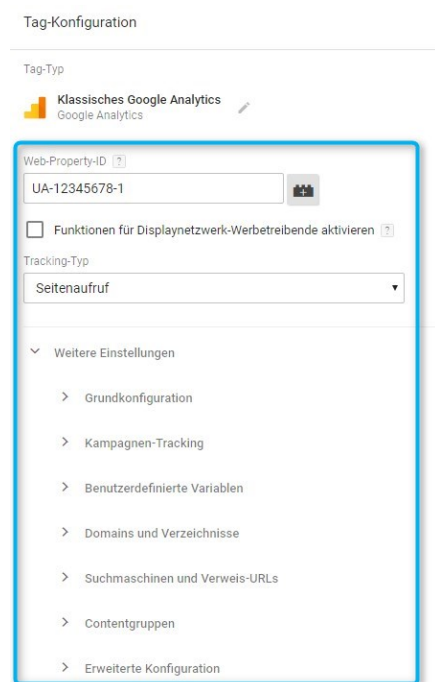 Tag-Konfiguration
Tag-Typ
Klassisches Google Analytics
Google Analytics
Web-Property-ID ?
UA-12345678-1
Funktionen für Displaynetzwerk-Werbetreibende aktivieren ?
Tracking-Typ
Seitenaufruf
Weitere Einstellungen
Grundkonfiguration
Kampagnen-Tracking
Benutzerdefinierte Variablen
Domains und Verzeichnisse
Suchmaschinen und Verweis-URLs
Contentgruppen
Erweiterte Konfiguration